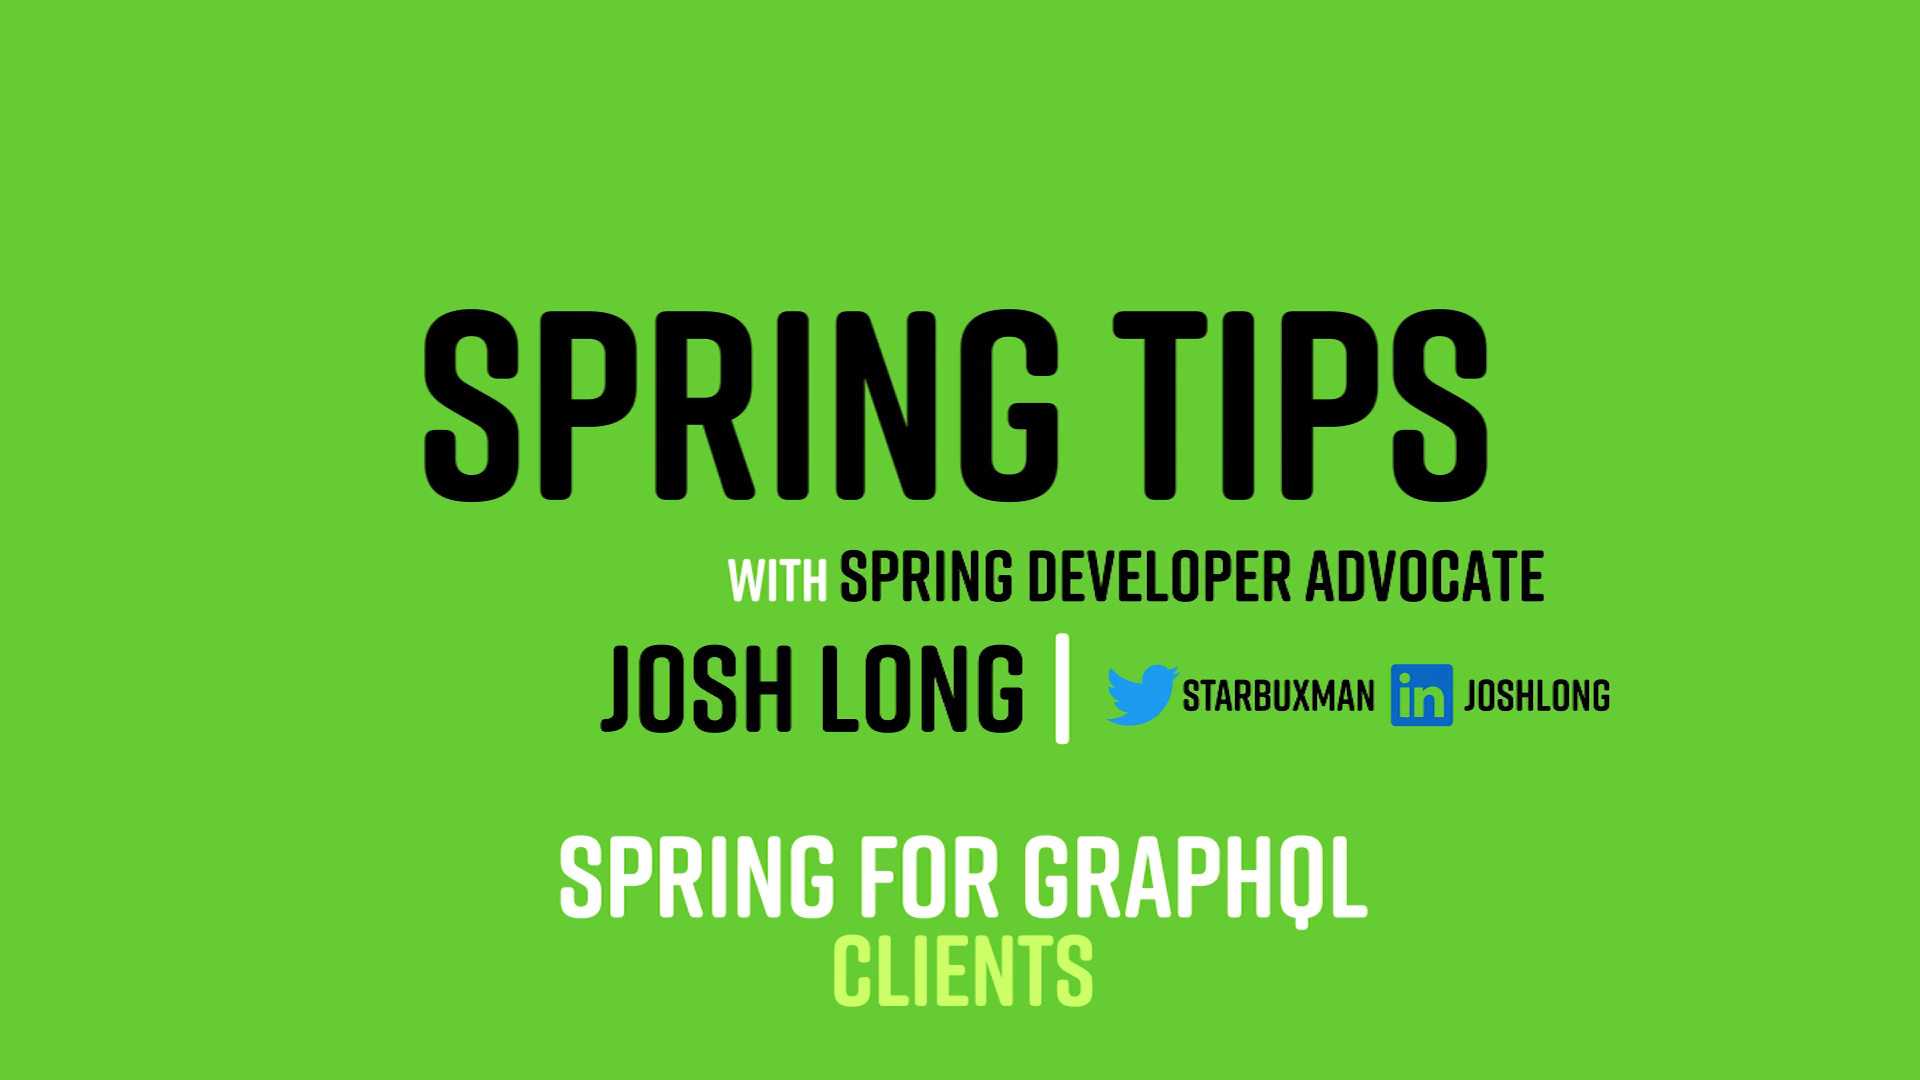 SPRING TIPS
WITH SPRING DEVELOPER ADVOCATE
JOSH LONG | STARBUXMAN in JOSHLONG
SPRING FOR GRAPHQL
CLIENTS